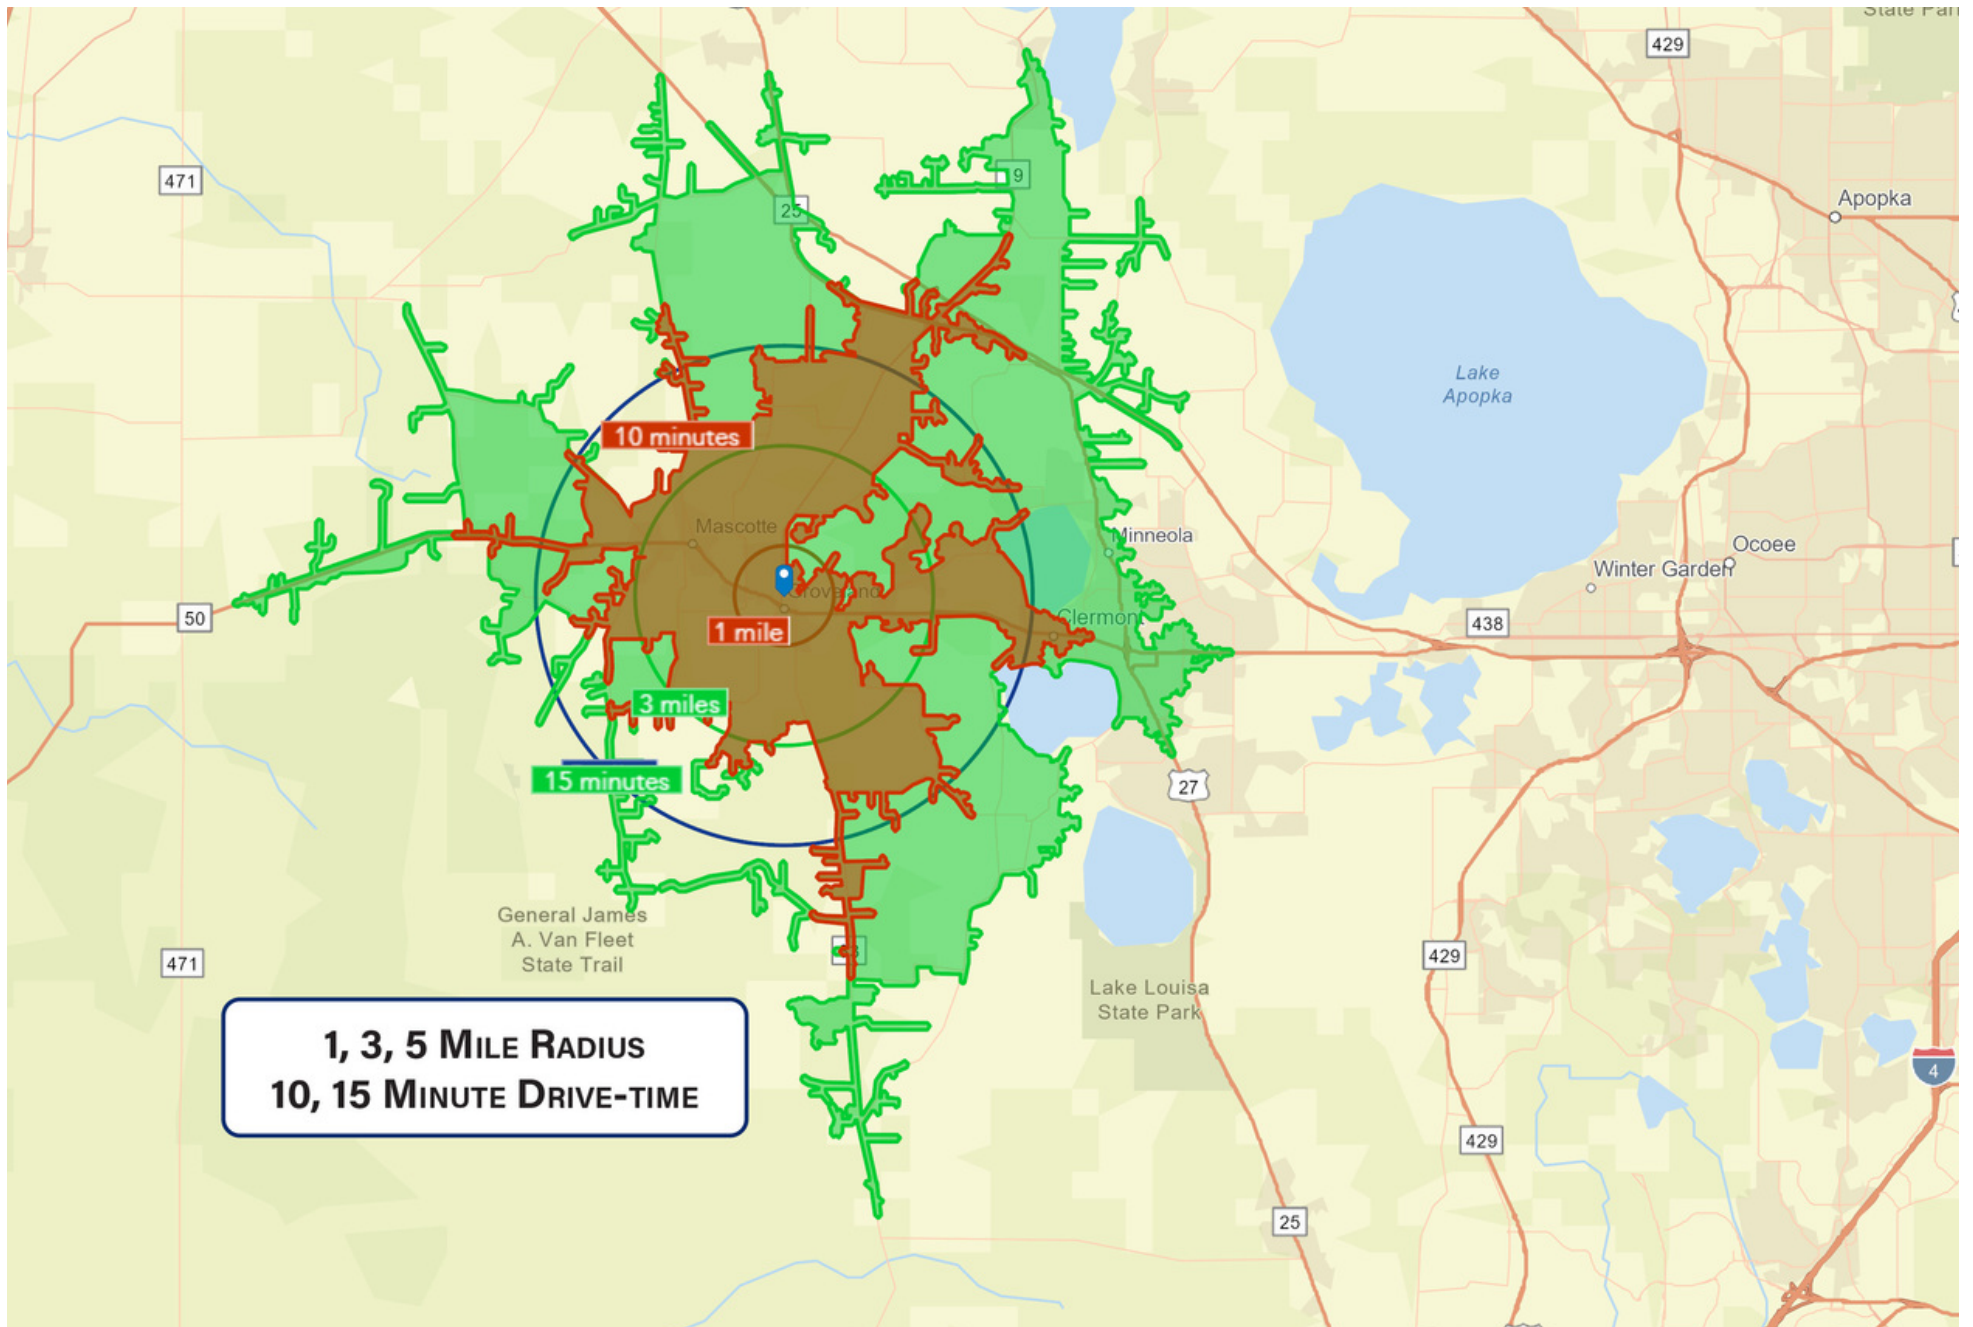 State Par
429
471
Apopka
9
25
Lake
Apopka
10 minutes
Mascotte
Minneola
Ocoee
Winter Garden
Groveland
50
1 mile
Clermont
438
3 miles
15 minutes
27
General James
A. Van Fleet
State Trail
471
429
Lake Louisa
State Park
1, 3, 5 Mile Radius
10, 15 Minute Drive-time
4
429
25